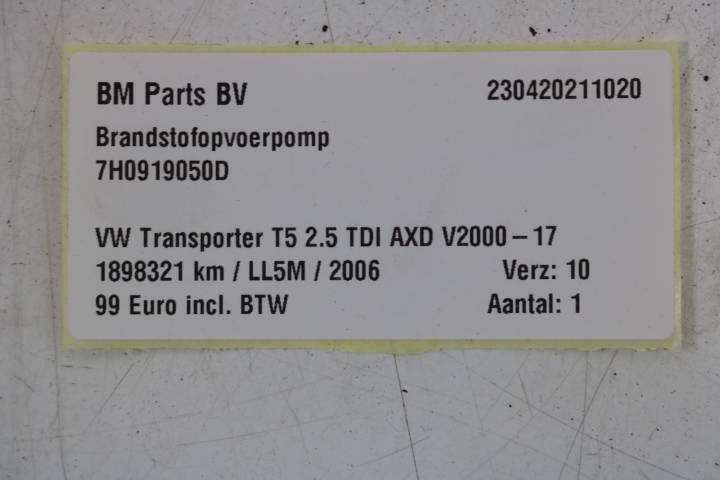 BM Parts BV 230420211020
Brandstofopvoerpomp
7H0919050D
VW Transporter T5 2.5 TDI AXD V2000 – 17
1898321 km / LL5M / 2006 Verz: 10
99 Euro incl. BTW Aantal: 1